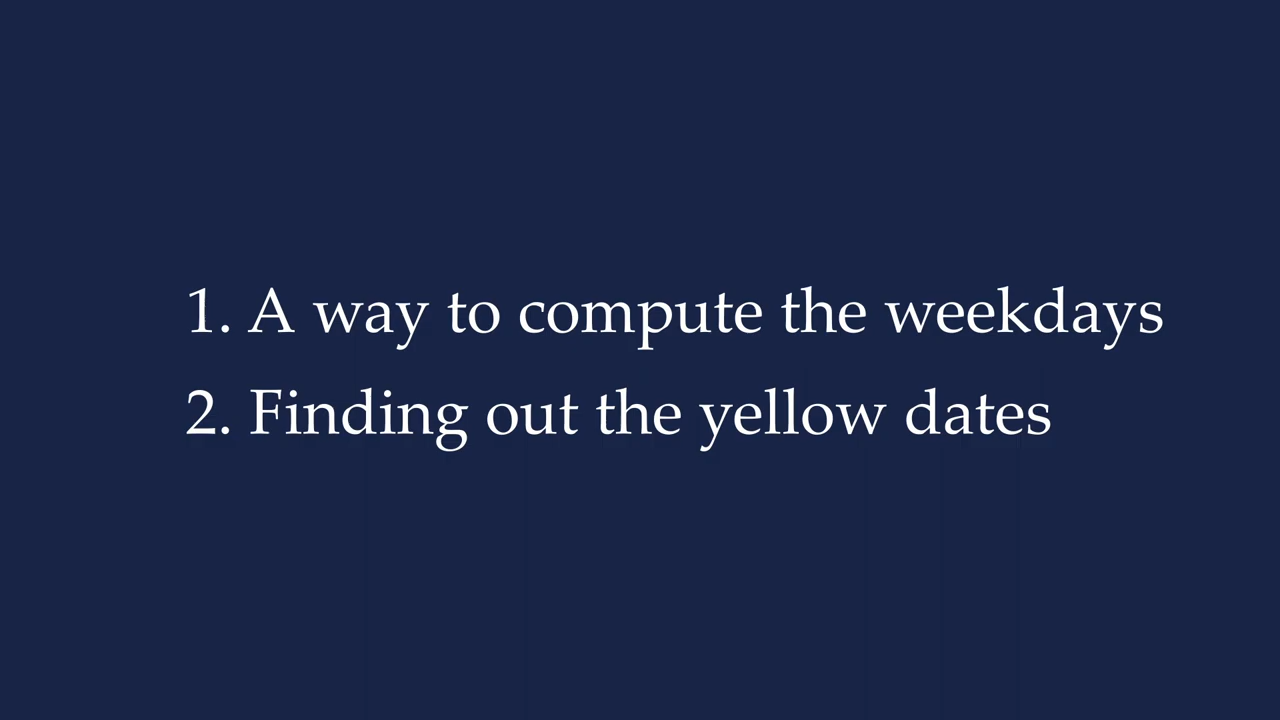 1. A way to compute the weekdays
2. Finding out the yellow dates